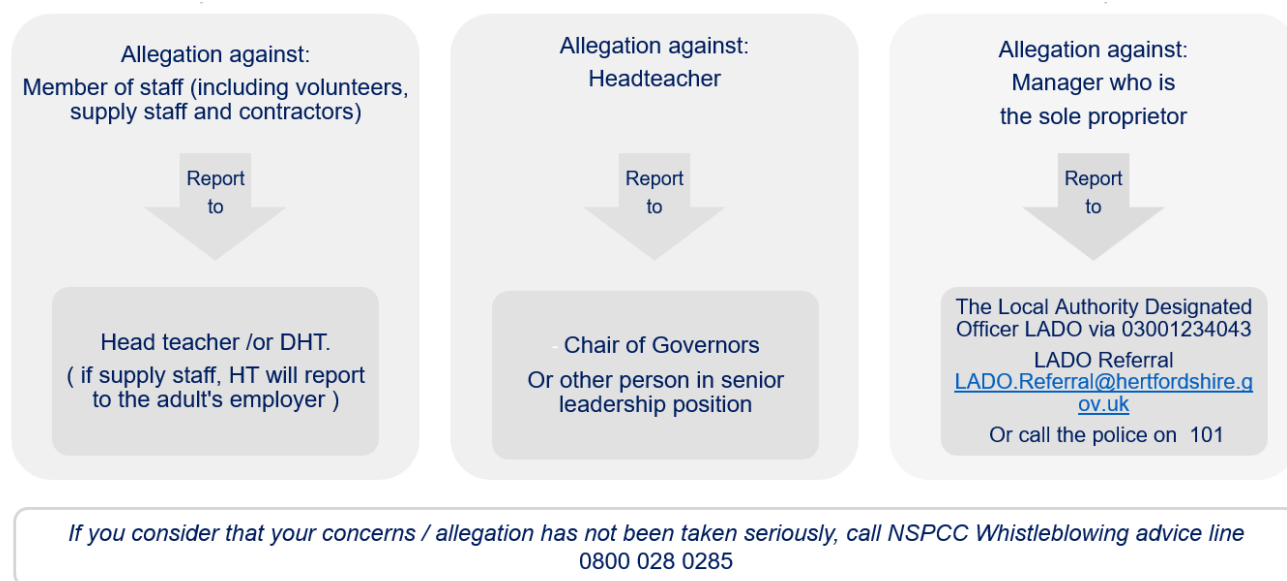 Allegation against:
Member of staff (including volunteers,
supply staff and contractors)
Report
to
Head teacher /or DHT.
( if supply staff, HT will report
to the adult's employer )
Allegation against:
Headteacher
Report
to
- Chair of Governors
Or other person in senior
leadership position
Allegation against:
Manager who is
the sole proprietor
Report
to
The Local Authority Designated
Officer LADO via 03001234043
LADO Referral
LADO.Referral@hertfordshire.g
ov.uk
Or call the police on  101
If you consider that your concerns / allegation has not been taken seriously, call NSPCC Whistleblowing advice line
0800 028 0285